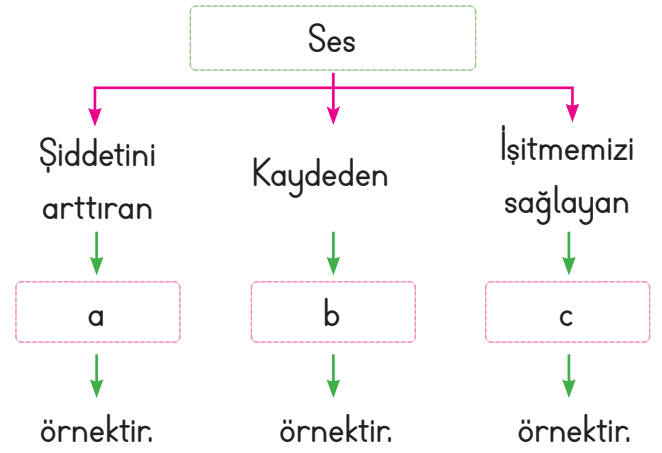 Ses
Şiddetini
arttıran
Kaydeden
İşitmemizi
sağlayan
a
b
c
örnektir.
örnektir.
örnektir.